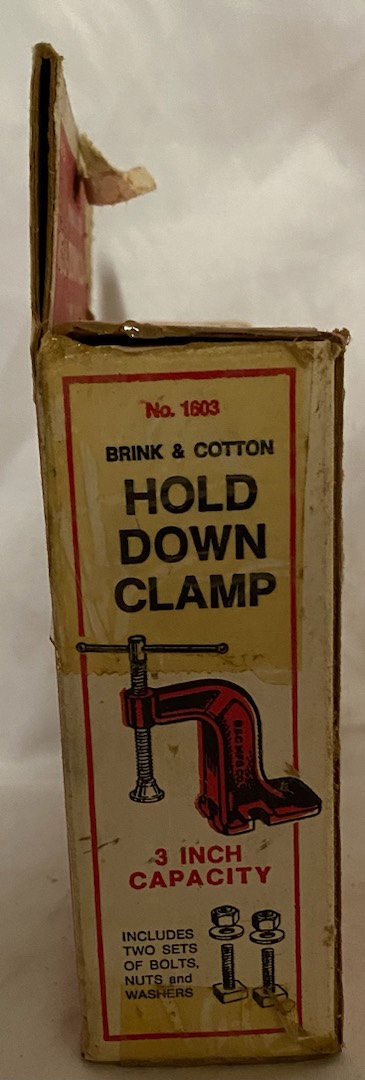 No. 1603
BRINK & COTTON
HOLD
DOWN
CLAMP
3 INCH
CAPACITY
INCLUDES
TWO SETS
OF BOLTS,
NUTS and
WASHERS